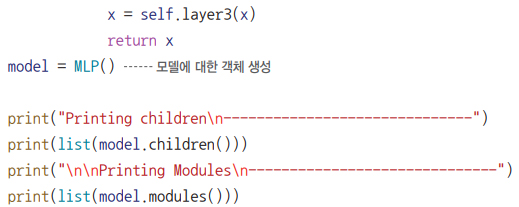 x = self.layer3(x)
return x
model = MLP() ------ 모델에 대한 객체 생성
print("Printing children\n------------------------------")
print(list(model.children()))
print("\n\nPrinting Modules\n------------------------------")
print(list(model.modules()))